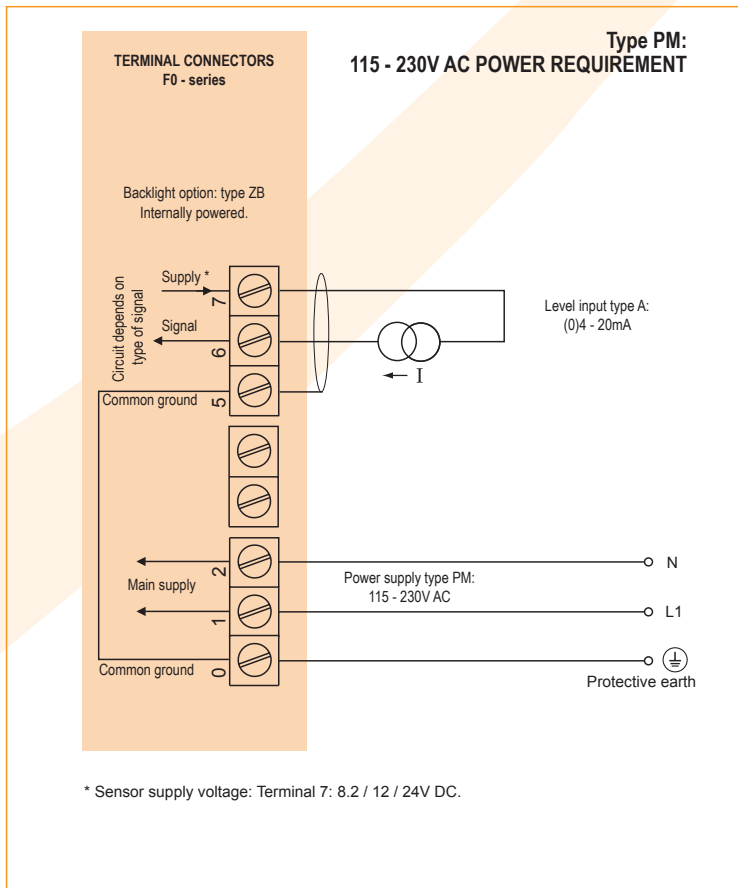 Type PM:
115 - 230V AC POWER REQUIREMENT
TERMINAL CONNECTORS
F0 - series
Backlight option: type ZB
Internally powered.
Circuit depends on
type of signal
Supply *
7
Signal
6
Common ground
5
Level input type A:
(0)4 - 20mA
I
2
Main supply
1
Power supply type PM:
115 - 230V AC
N
L1
Common ground
0
Protective earth
* Sensor supply voltage: Terminal 7: 8.2 / 12 / 24V DC.